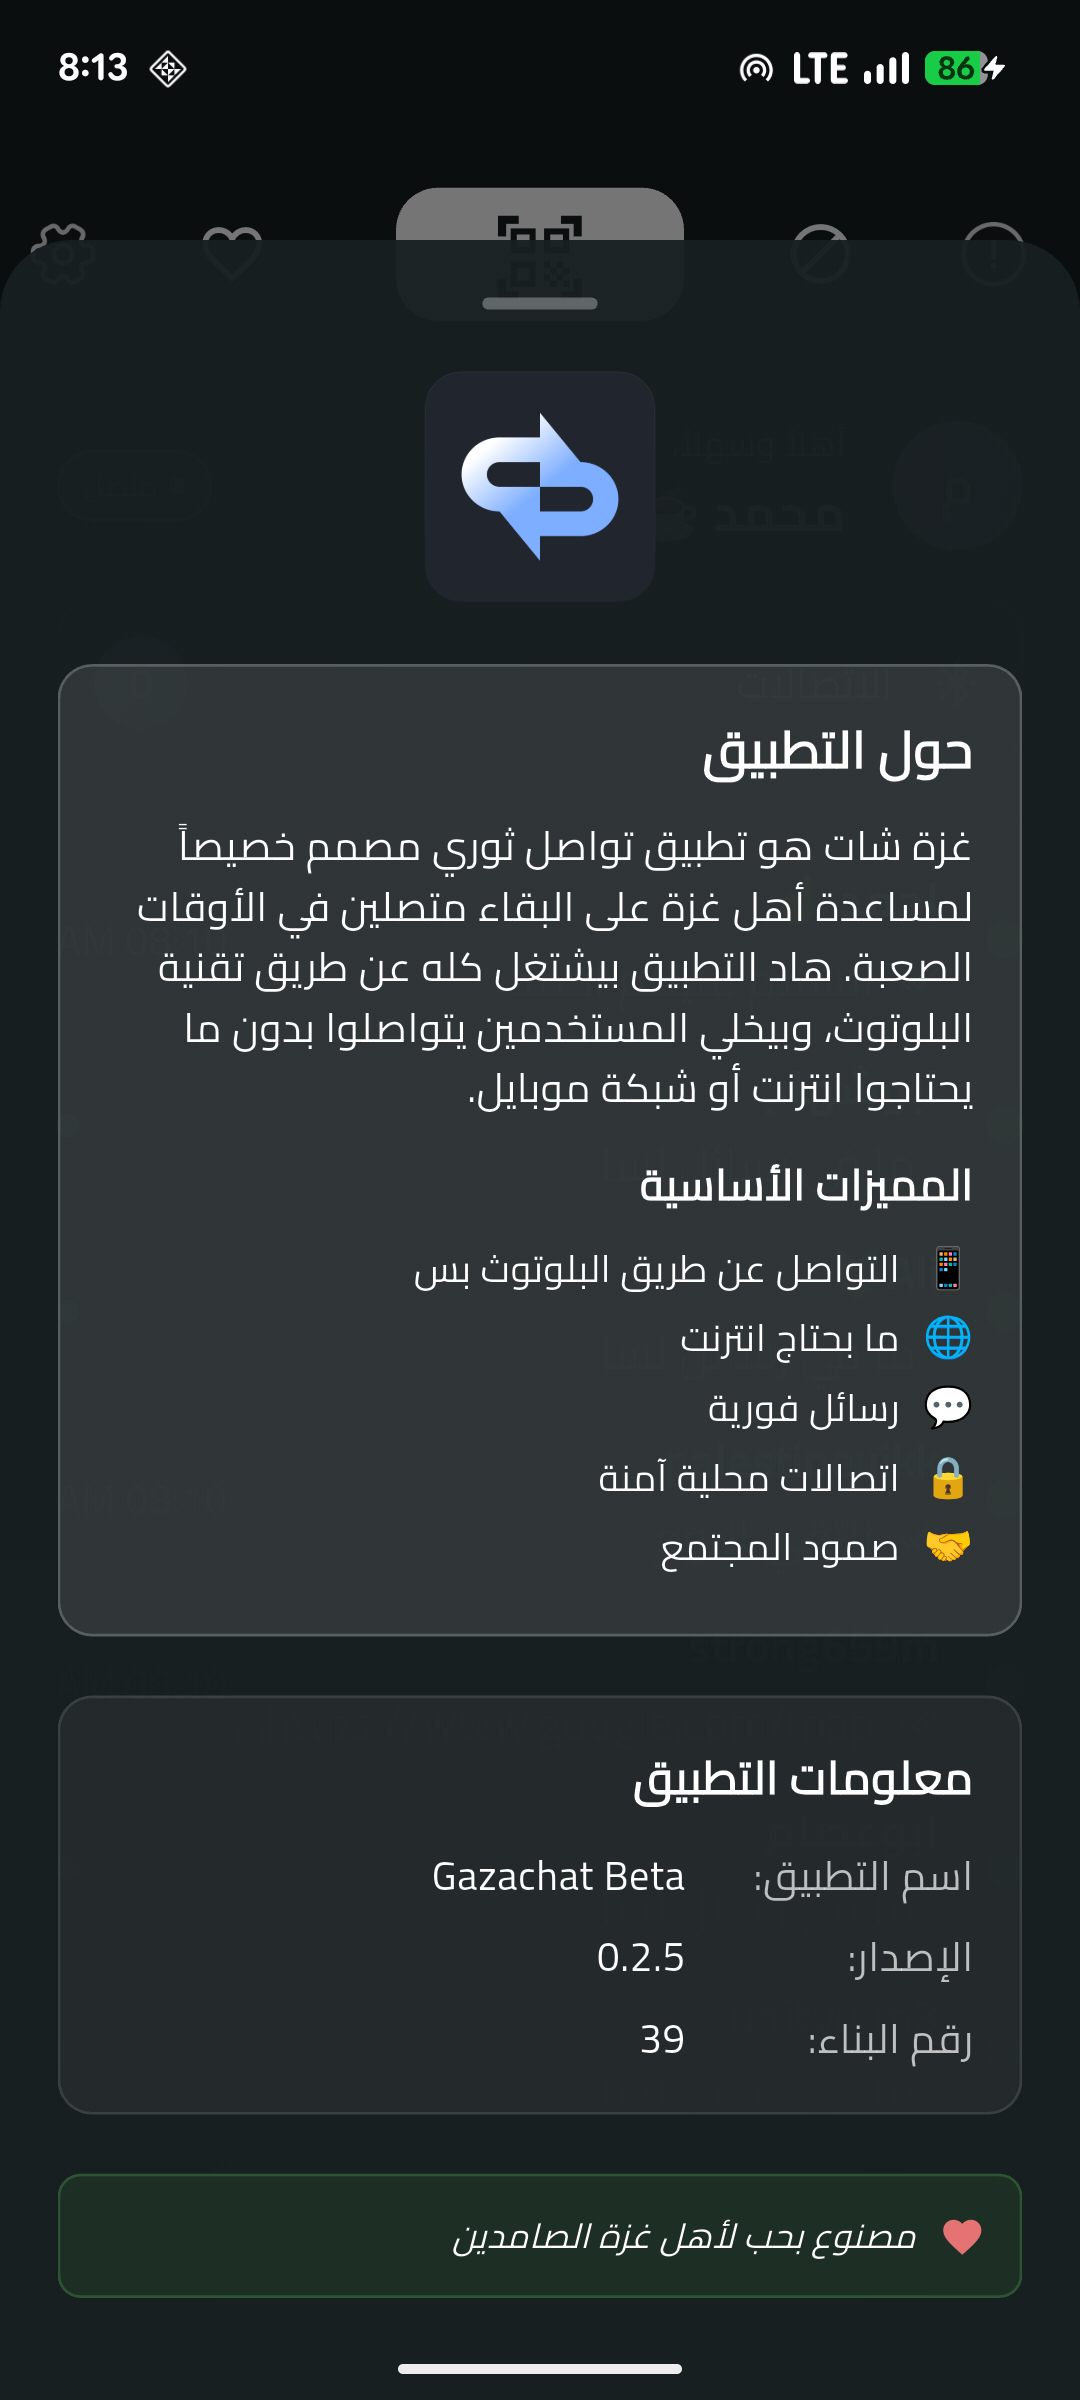 8:13
LTE
86
حول التطبيق
غزة شات هو تطبيق تواصل ثوري مصمم خصيصاً
لمساعدة أهل غزة على البقاء متصلين في الأوقات
الصعبة. هاد التطبيق بيشتغل كله عن طريق تقنية
البلوتوث، وبيخلي المستخدمين يتواصلوا بدون ما
يحتاجوا انترنت أو شبكة موبايل.
المميزات الأساسية
التواصل عن طريق البلوتوث بس
ما بحتاج انترنت
رسائل فورية
اتصالات محلية آمنة
صمود المجتمع
معلومات التطبيق
اسم التطبيق: Gazachat Beta
الإصدار: 0.2.5
رقم البناء: 39
مصنوع بحب لأهل غزة الصامدين